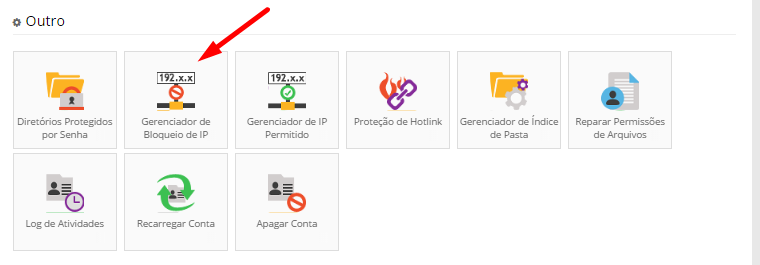 Outro
192.x.x
192.x.x
Diretórios Protegidos
por Senha
Gerenciador de
Bloqueio de IP
Gerenciador de IP
Permitido
Proteção de Hotlink
Gerenciador de Índice
de Pasta
Reparar Permissões
de Arquivos
Log de Atividades
Recarregar Conta
Apagar Conta